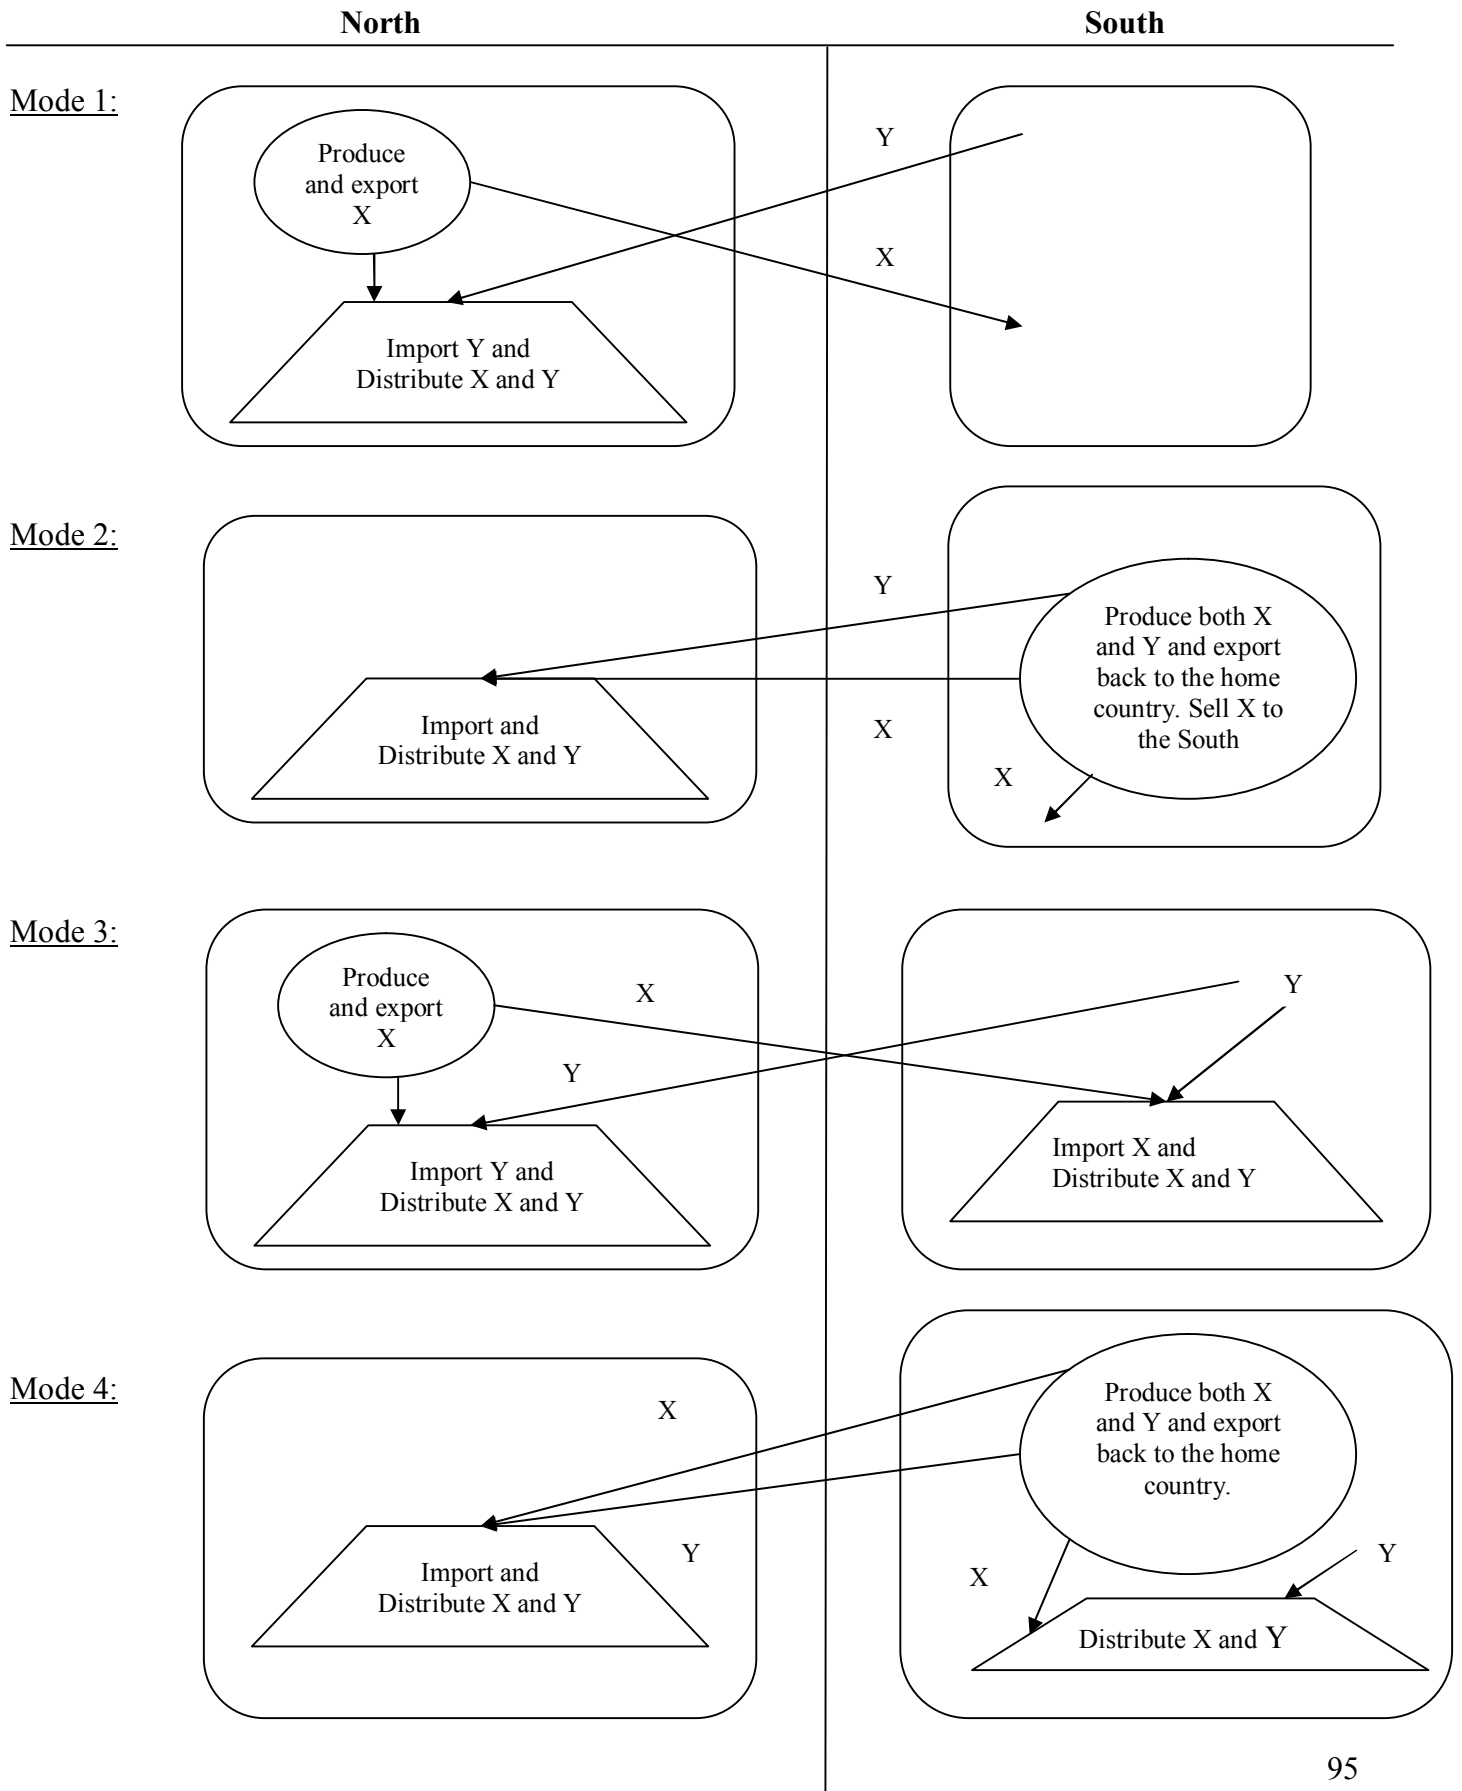 North
South
Mode 1:
Produce
and export
X
Y
X
Import Y and
Distribute X and Y
Mode 2:
Y
Produce both X
and Y and export
back to the home
country. Sell X to
the South
Import and
Distribute X and Y
X
X
Mode 3:
Produce
and export
X
X
Y
Y
Import Y and
Distribute X and Y
Import X and
Distribute X and Y
Mode 4:
X
Produce both X
and Y and export
back to the home
country.
Y
Import and
Distribute X and Y
X
Y
Distribute X and Y
95